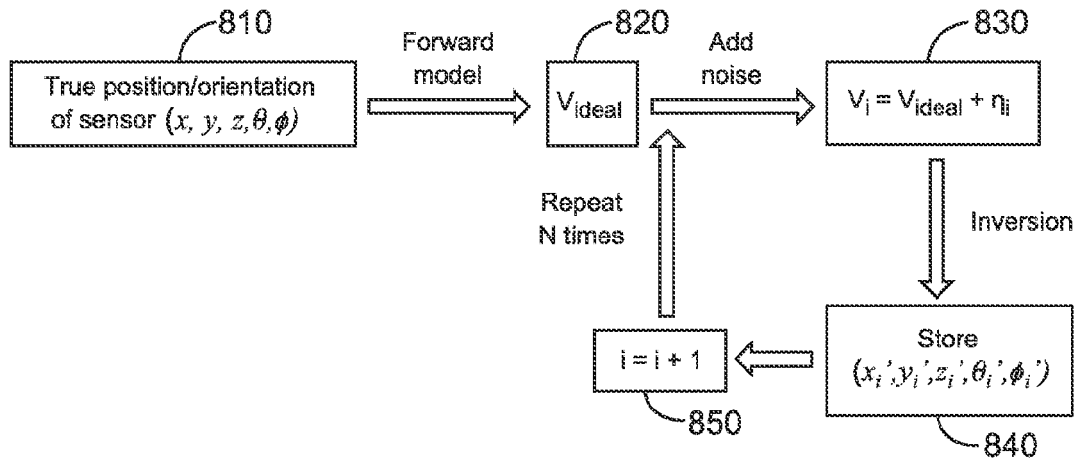 810
True position/orientation
of sensor (x, y, z, θ, ϕ)
Forward
model
820
V_ideal
Add
noise
830
V_i = V_ideal + η_i
Inversion
Repeat
N times
Store
(x_i', y_i', z_i', θ_i', ϕ_i')
840
i = i + 1
850